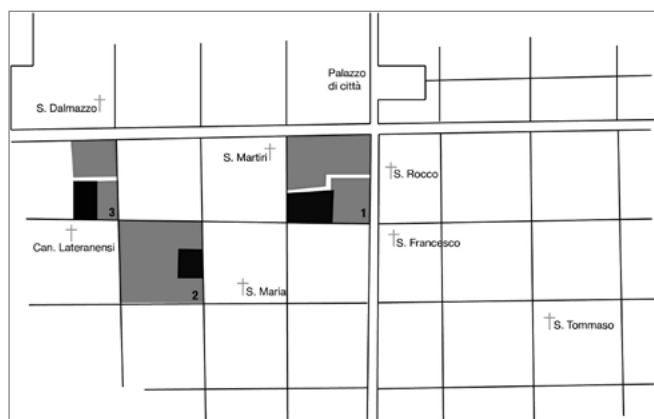 Palazzo
di città
S. Dalmazzo
S. Martiri
S. Rocco
3
1
Can. Lateranensi
S. Francesco
2
S. Maria
S. Tommaso